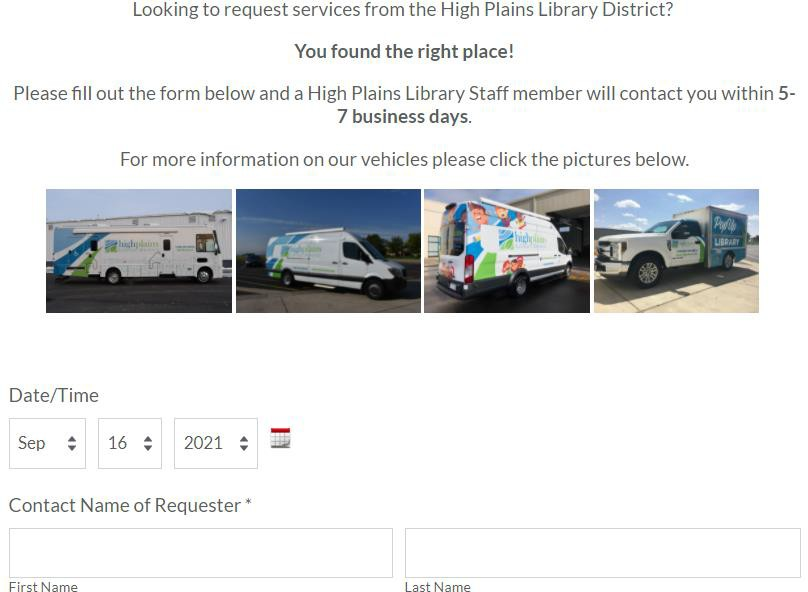 Looking to request services from the High Plains Library District?
You found the right place!
Please fill out the form below and a High Plains Library Staff member will contact you within 5-
7 business days.
For more information on our vehicles please click the pictures below.
highplains
highplains
highplains
PopUp
LIBRARY
Date/Time
Sep 16 2021
Contact Name of Requester *
First Name Last Name